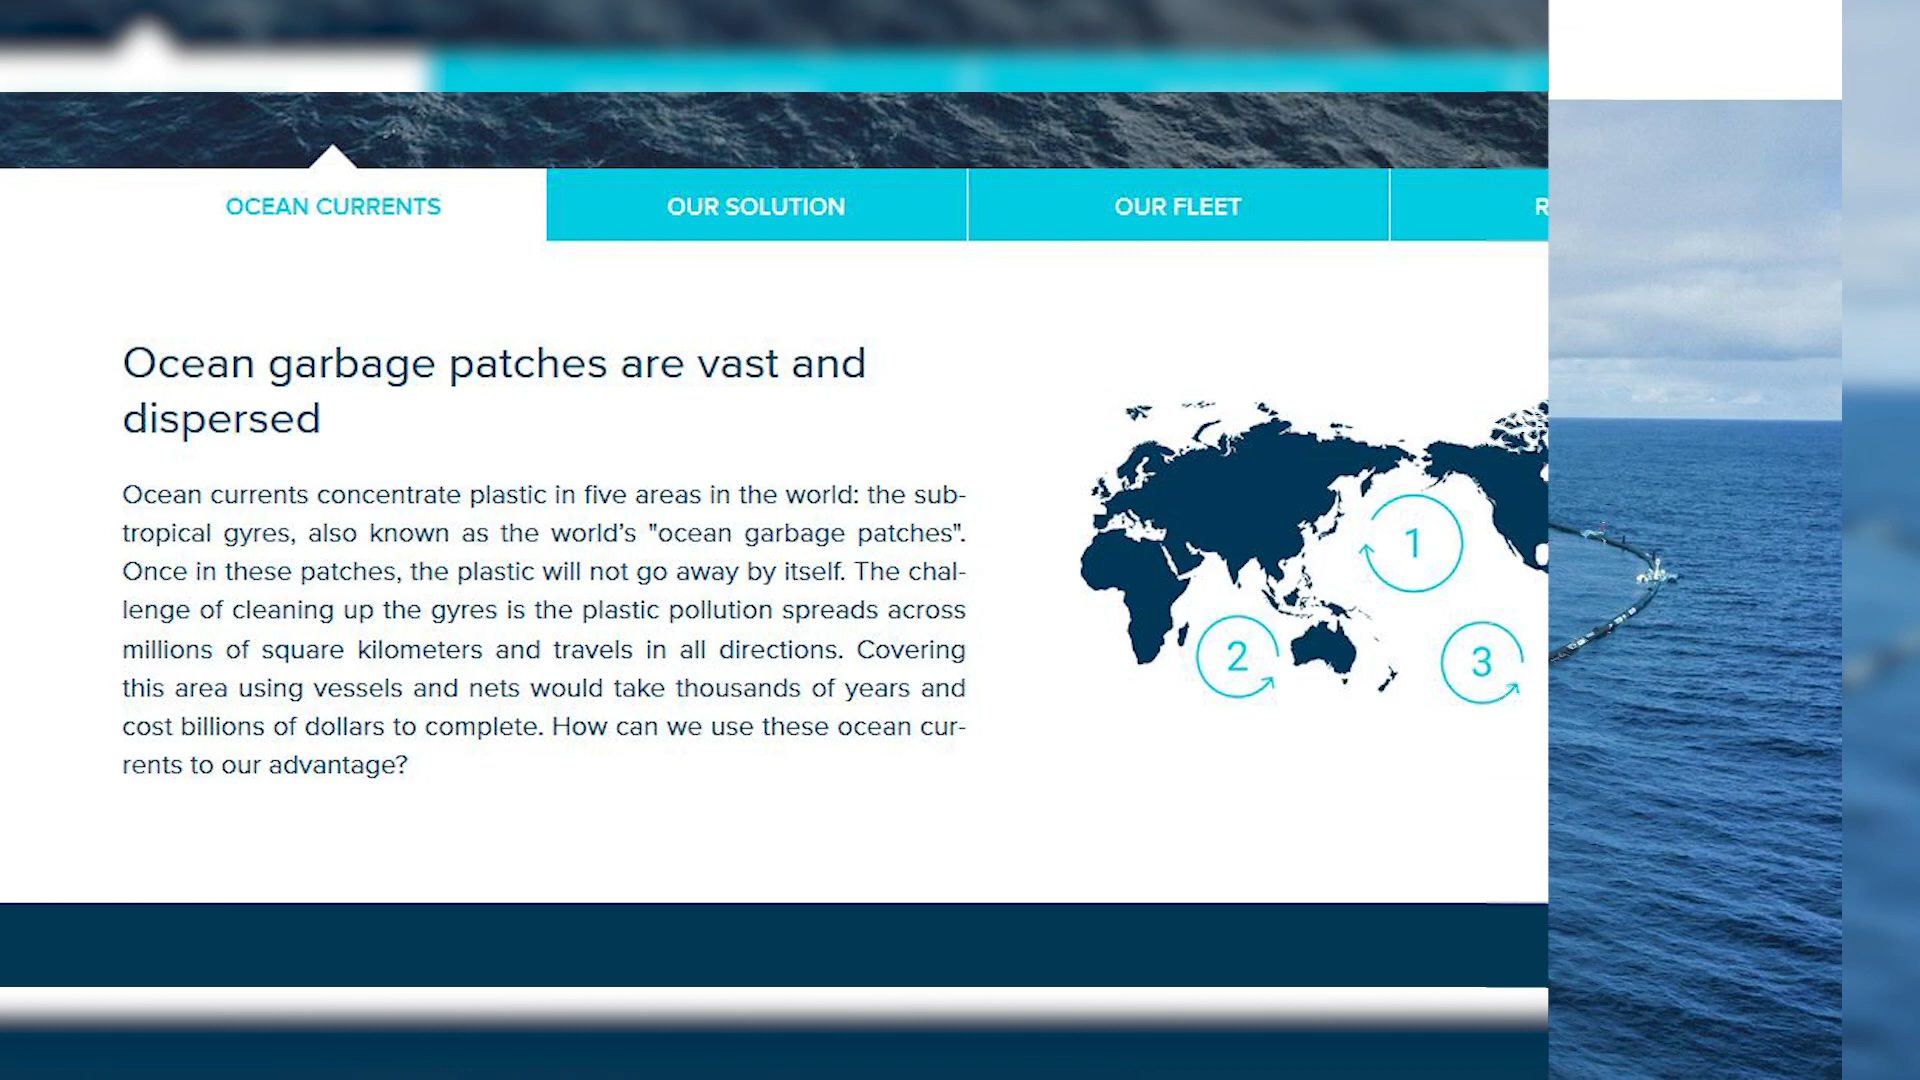 OCEAN CURRENTS
OUR SOLUTION
OUR FLEET
R
Ocean garbage patches are vast and
dispersed
Ocean currents concentrate plastic in five areas in the world: the sub-
tropical gyres, also known as the world’s "ocean garbage patches".
Once in these patches, the plastic will not go away by itself. The chal-
lenge of cleaning up the gyres is the plastic pollution spreads across
millions of square kilometers and travels in all directions. Covering
this area using vessels and nets would take thousands of years and
cost billions of dollars to complete. How can we use these ocean cur-
rents to our advantage?
1
2
3